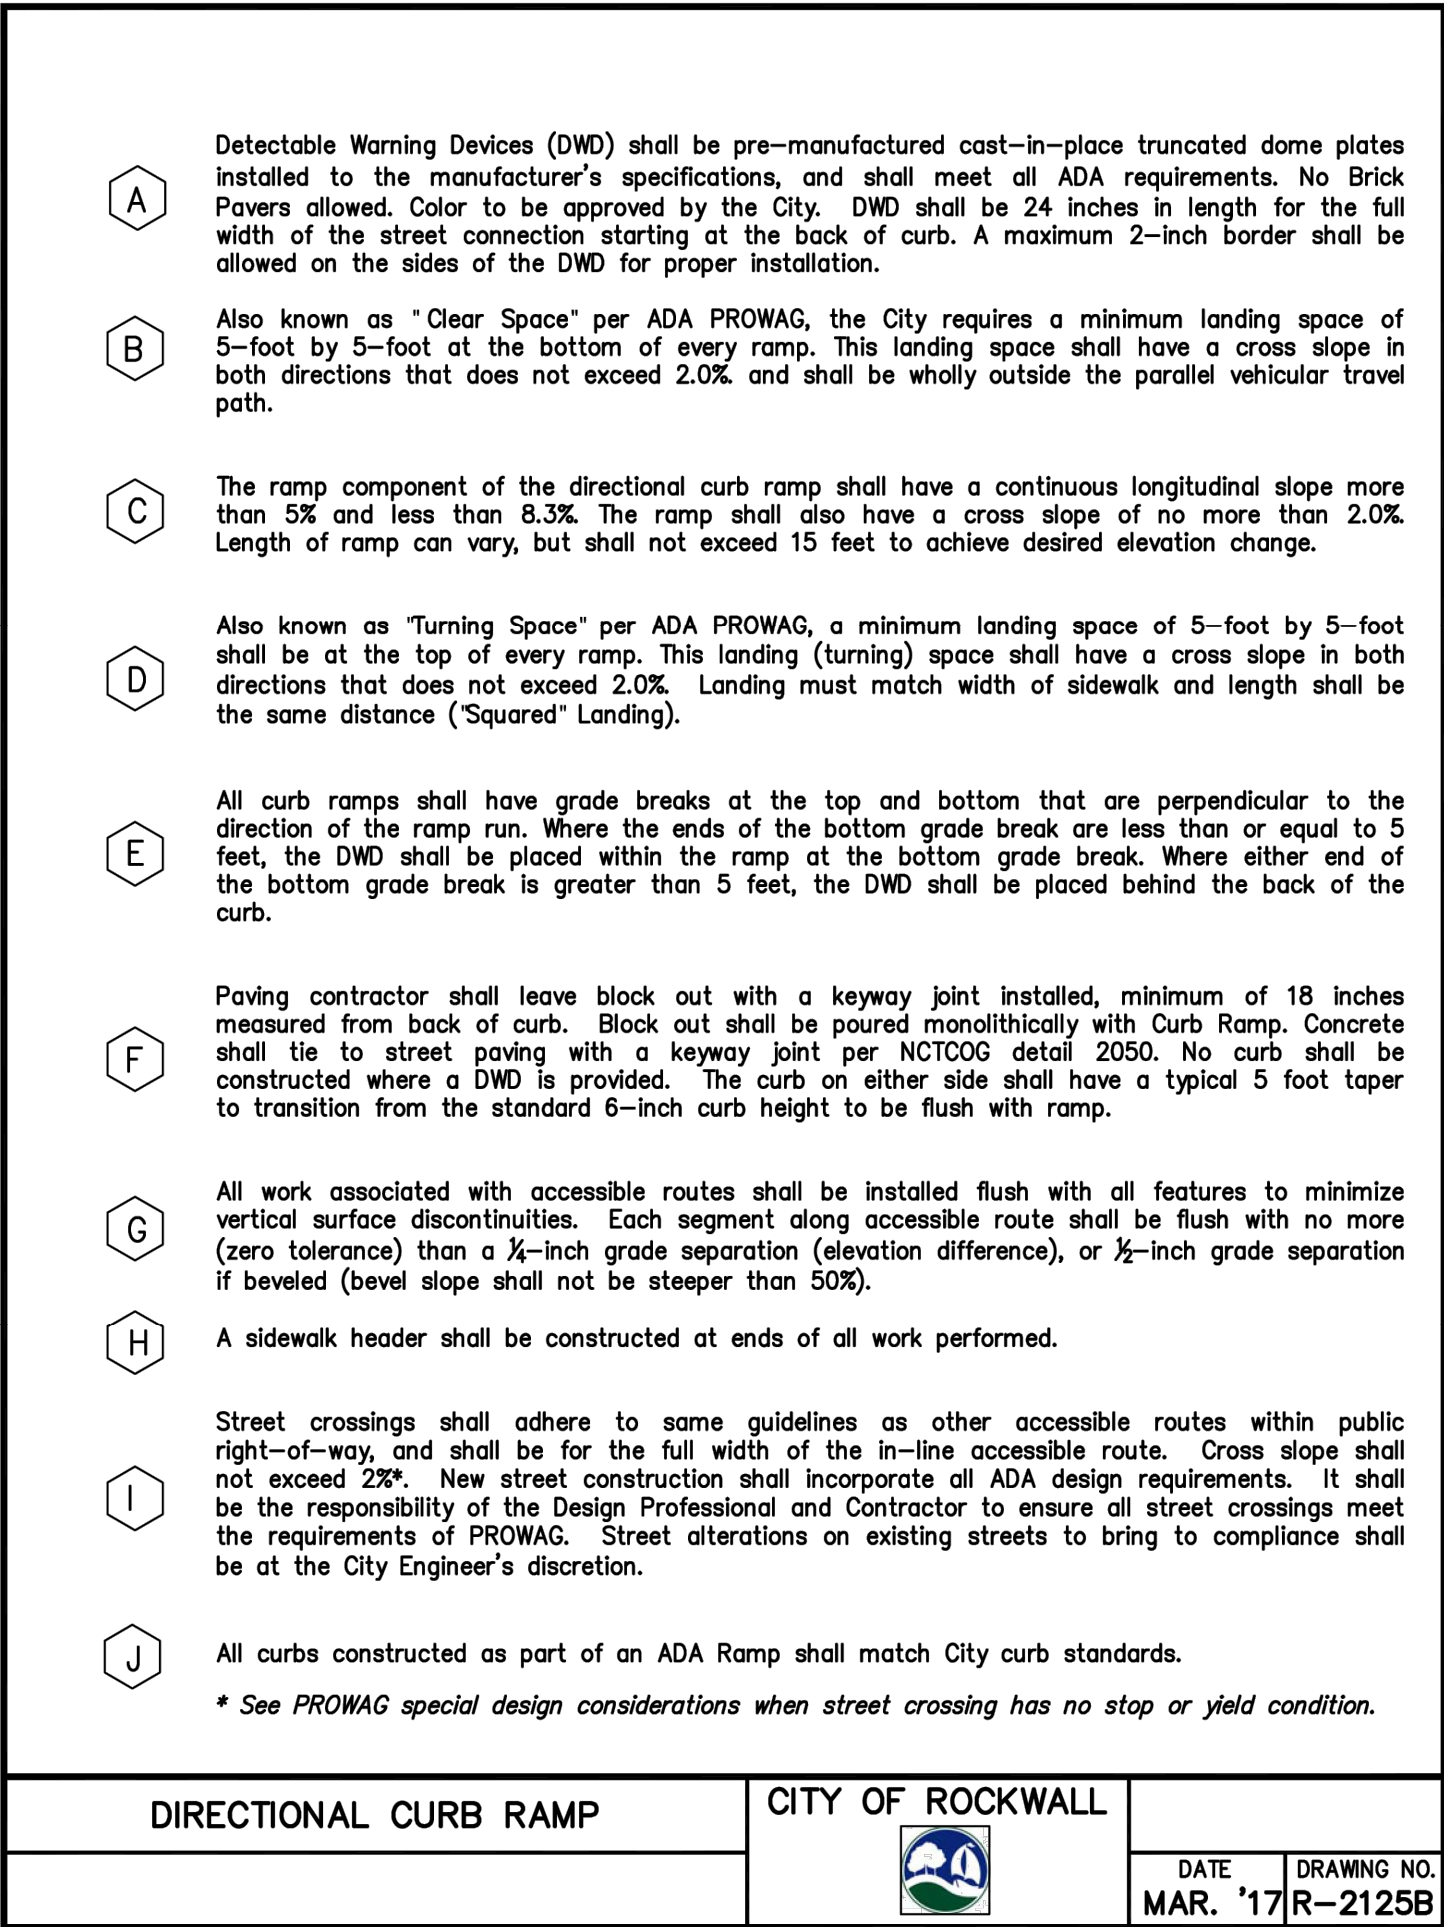 Detectable Warning Devices (DWD) shall be pre-manufactured cast-in-place truncated dome plates
A
installed to the manufacturer's specifications, and shall meet all ADA requirements. No Brick
Pavers allowed. Color to be approved by the City. DWD shall be 24 inches in length for the full
width of the street connection starting at the back of curb. A maximum 2-inch border shall be
allowed on the sides of the DWD for proper installation.
Also known as "Clear Space" per ADA PROWAG, the City requires a minimum landing space of
B
5-foot by 5-foot at the bottom of every ramp. This landing space shall have a cross slope in
both directions that does not exceed 2.0%. and shall be wholly outside the parallel vehicular travel
path.
The ramp component of the directional curb ramp shall have a continuous longitudinal slope more
C
than 5% and less than 8.3%. The ramp shall also have a cross slope of no more than 2.0%.
Length of ramp can vary, but shall not exceed 15 feet to achieve desired elevation change.
Also known as "Turning Space" per ADA PROWAG, a minimum landing space of 5-foot by 5-foot
shall be at the top of every ramp. This landing (turning) space shall have a cross slope in both
D
directions that does not exceed 2.0%. Landing must match width of sidewalk and length shall be
the same distance ("Squared" Landing).
All curb ramps shall have grade breaks at the top and bottom that are perpendicular to the
direction of the ramp run. Where the ends of the bottom grade break are less than or equal to 5
E
feet, the DWD shall be placed within the ramp at the bottom grade break. Where either end of
the bottom grade break is greater than 5 feet, the DWD shall be placed behind the back of the
curb.
Paving contractor shall leave block out with a keyway joint installed, minimum of 18 inches
measured from back of curb. Block out shall be poured monolithically with Curb Ramp. Concrete
F
shall tie to street paving with a keyway joint per NCTCOG detail 2050. No curb shall be
constructed where a DWD is provided. The curb on either side shall have a typical 5 foot taper
to transition from the standard 6-inch curb height to be flush with ramp.
All work associated with accessible routes shall be installed flush with all features to minimize
G
vertical surface discontinuities. Each segment along accessible route shall be flush with no more
(zero tolerance) than a ¼-inch grade separation (elevation difference), or ½-inch grade separation
if beveled (bevel slope shall not be steeper than 50%).
H
A sidewalk header shall be constructed at ends of all work performed.
Street crossings shall adhere to same guidelines as other accessible routes within public
right-of-way, and shall be for the full width of the in-line accessible route. Cross slope shall
I
not exceed 2%*. New street construction shall incorporate all ADA design requirements. It shall
be the responsibility of the Design Professional and Contractor to ensure all street crossings meet
the requirements of PROWAG. Street alterations on existing streets to bring to compliance shall
be at the City Engineer's discretion.
J
All curbs constructed as part of an ADA Ramp shall match City curb standards.
* See PROWAG special design considerations when street crossing has no stop or yield condition.
DIRECTIONAL CURB RAMP
CITY OF ROCKWALL
DATE
MAR. '17
DRAWING NO.
R-2125B